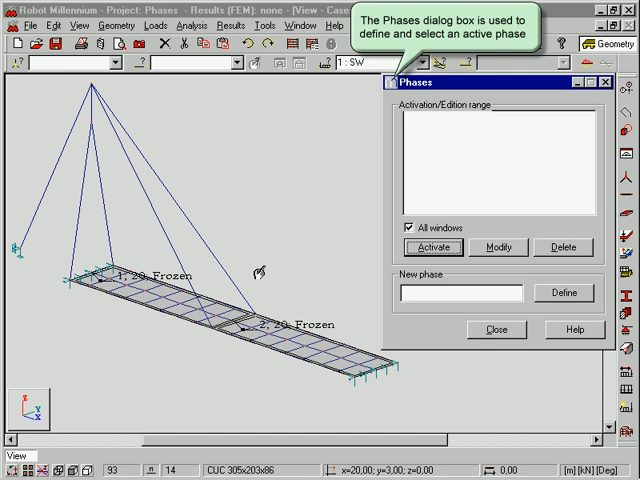 Robot Millennium - Project: Phases - Results (FEM): none - [View - Case
The Phases dialog box is used to
define and select an active phase
File Edit View Geometry Loads Analysis Results Tools Window Help
1 : SW
Geometry
Phases
Activation/Edition range
All windows
Activate Modify Delete
New phase
Define
Close Help
1, 20; Frozen
2, 20; Frozen
Z
Y
X
View
93 14 CUC 305x203x86 x=20,00; y=3,00; z=0,00 0,00 [m] [kN] [Deg]